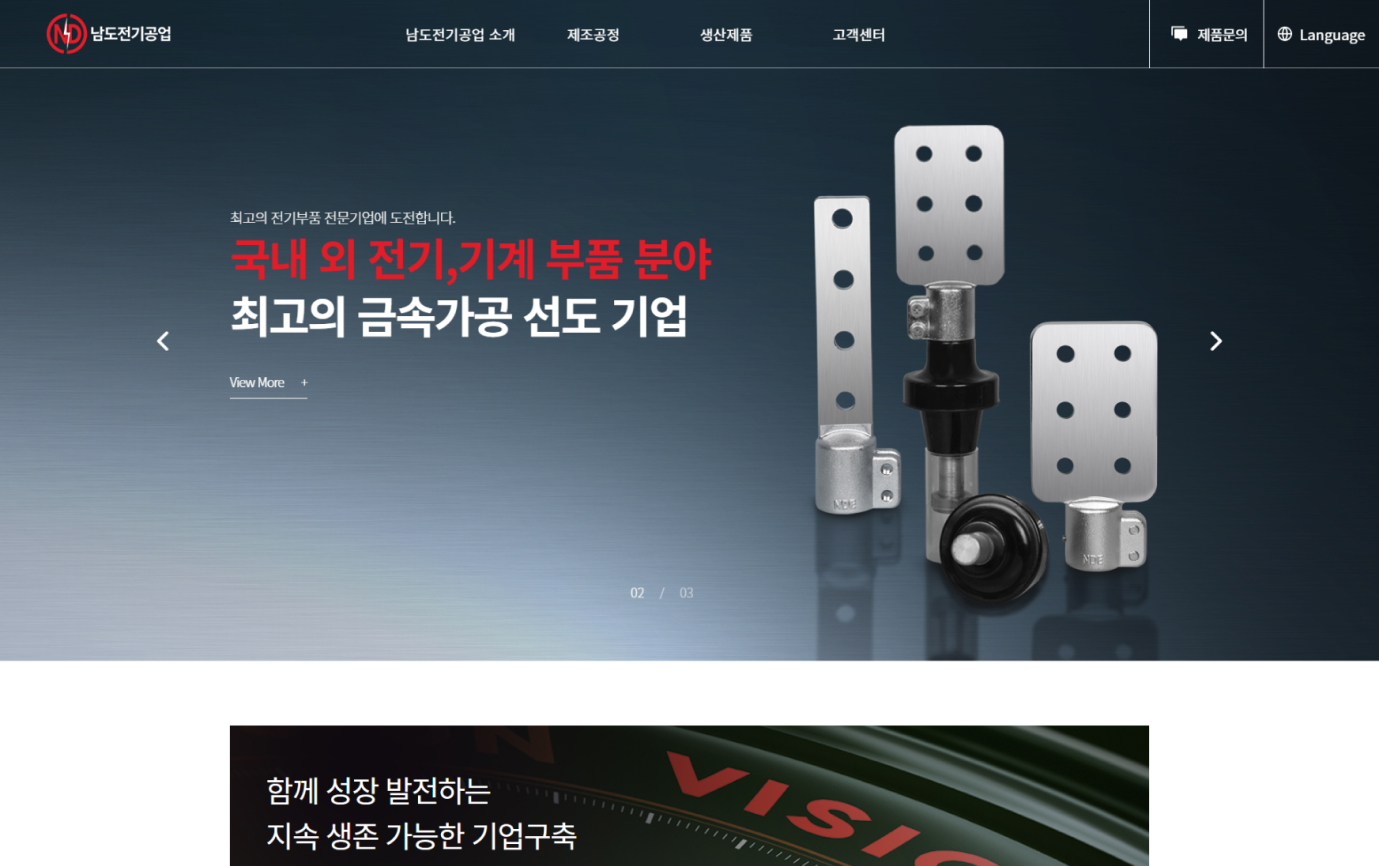 ND 남도전기공업
남도전기공업 소개
제조공정
생산제품
고객센터
제품문의
Language
최고의 전기부품 전문기업에 도전합니다.
국내 외 전기,기계 부품 분야
최고의 금속가공 선도 기업
View More +
NDE
NDE
02 / 03
함께 성장 발전하는
지속 생존 가능한 기업구축
N
VISIO